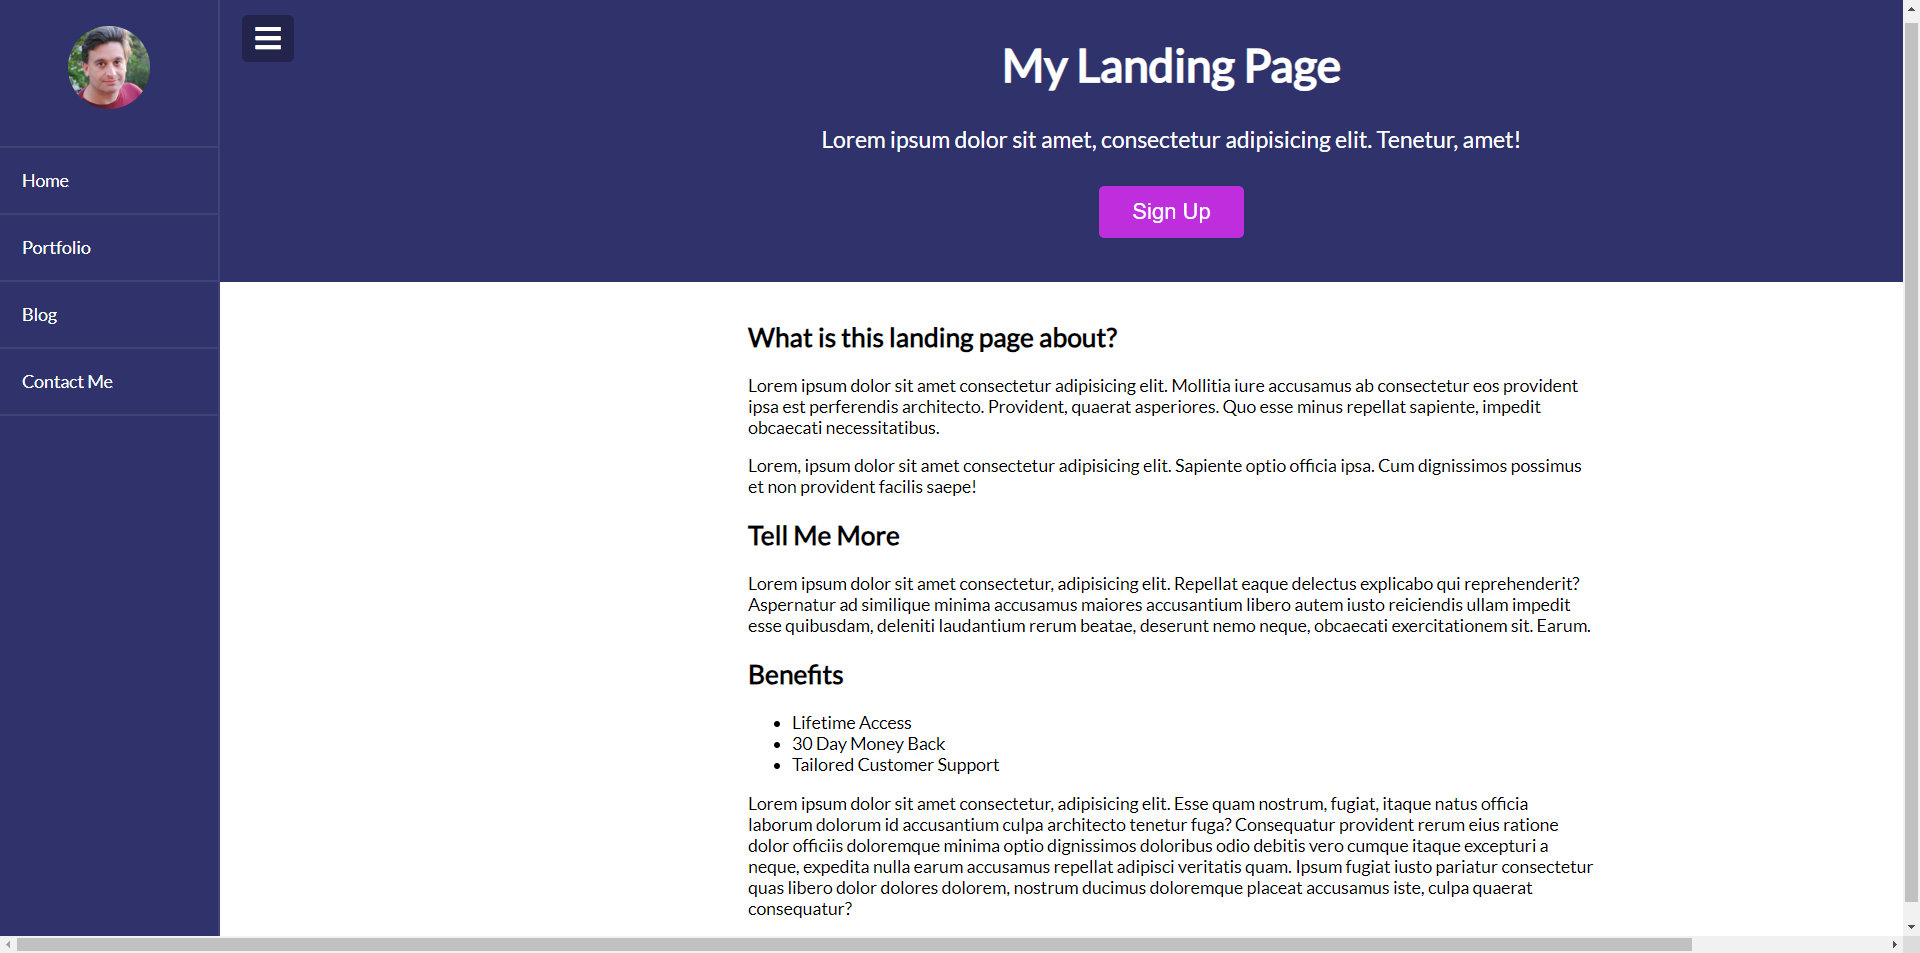 Home
Portfolio
Blog
Contact Me
My Landing Page
Lorem ipsum dolor sit amet, consectetur adipisicing elit. Tenetur, amet!
Sign Up
What is this landing page about?
Lorem ipsum dolor sit amet consectetur adipisicing elit. Mollitia iure accusamus ab consectetur eos provident
ipsa est perferendis architecto. Provident, quaerat asperiores. Quo esse minus repellat sapiente, impedit
obcaecati necessitatibus.
Lorem, ipsum dolor sit amet consectetur adipisicing elit. Sapiente optio officia ipsa. Cum dignissimos possimus
et non provident facilis saepe!
Tell Me More
Lorem ipsum dolor sit amet consectetur, adipisicing elit. Repellat eaque delectus explicabo qui reprehenderit?
Aspernatur ad similique minima accusamus maiores accusantium libero autem iusto reiciendis ullam impedit
esse quibusdam, deleniti laudantium rerum beatae, deserunt nemo neque, obcaecati exercitationem sit. Earum.
Benefits
• Lifetime Access
• 30 Day Money Back
• Tailored Customer Support
Lorem ipsum dolor sit amet consectetur, adipisicing elit. Esse quam nostrum, fugiat, itaque natus officia
laborum dolorum id accusantium culpa architecto tenetur fuga? Consequatur provident rerum eius ratione
dolor officiis doloremque minima optio dignissimos doloribus odio debitis vero cumque itaque excepturi a
neque, expedita nulla earum accusamus repellat adipisci veritatis quam. Ipsum fugiat iusto pariatur consectetur
quas libero dolor dolores dolorem, nostrum ducimus doloremque placeat accusamus iste, culpa quaerat
consequatur?